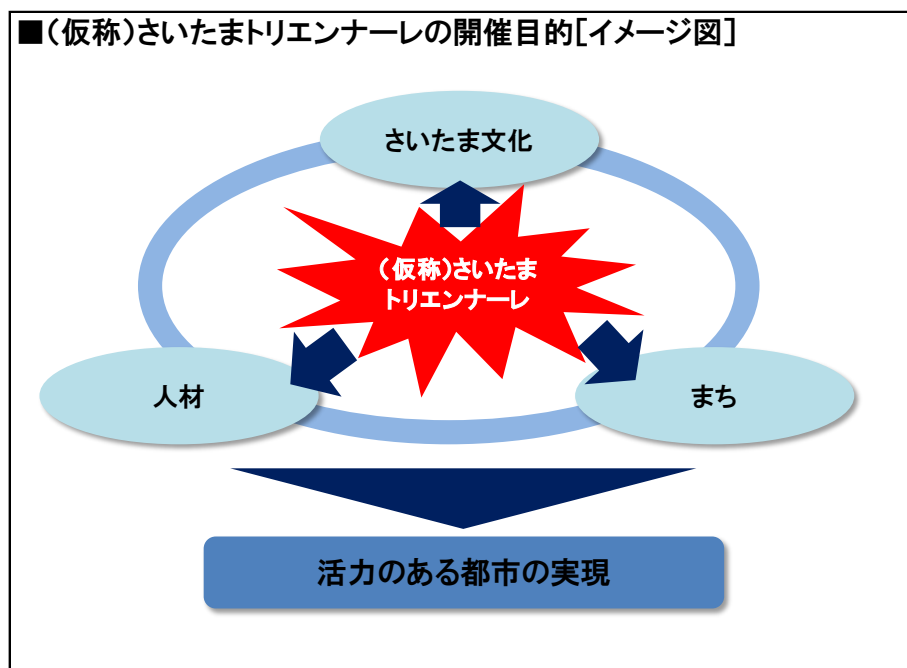 ■(仮称)さいたまトリエンナーレの開催目的[イメージ図]
さいたま文化
(仮称)さいたま
トリエンナーレ
人材
まち
活力のある都市の実現